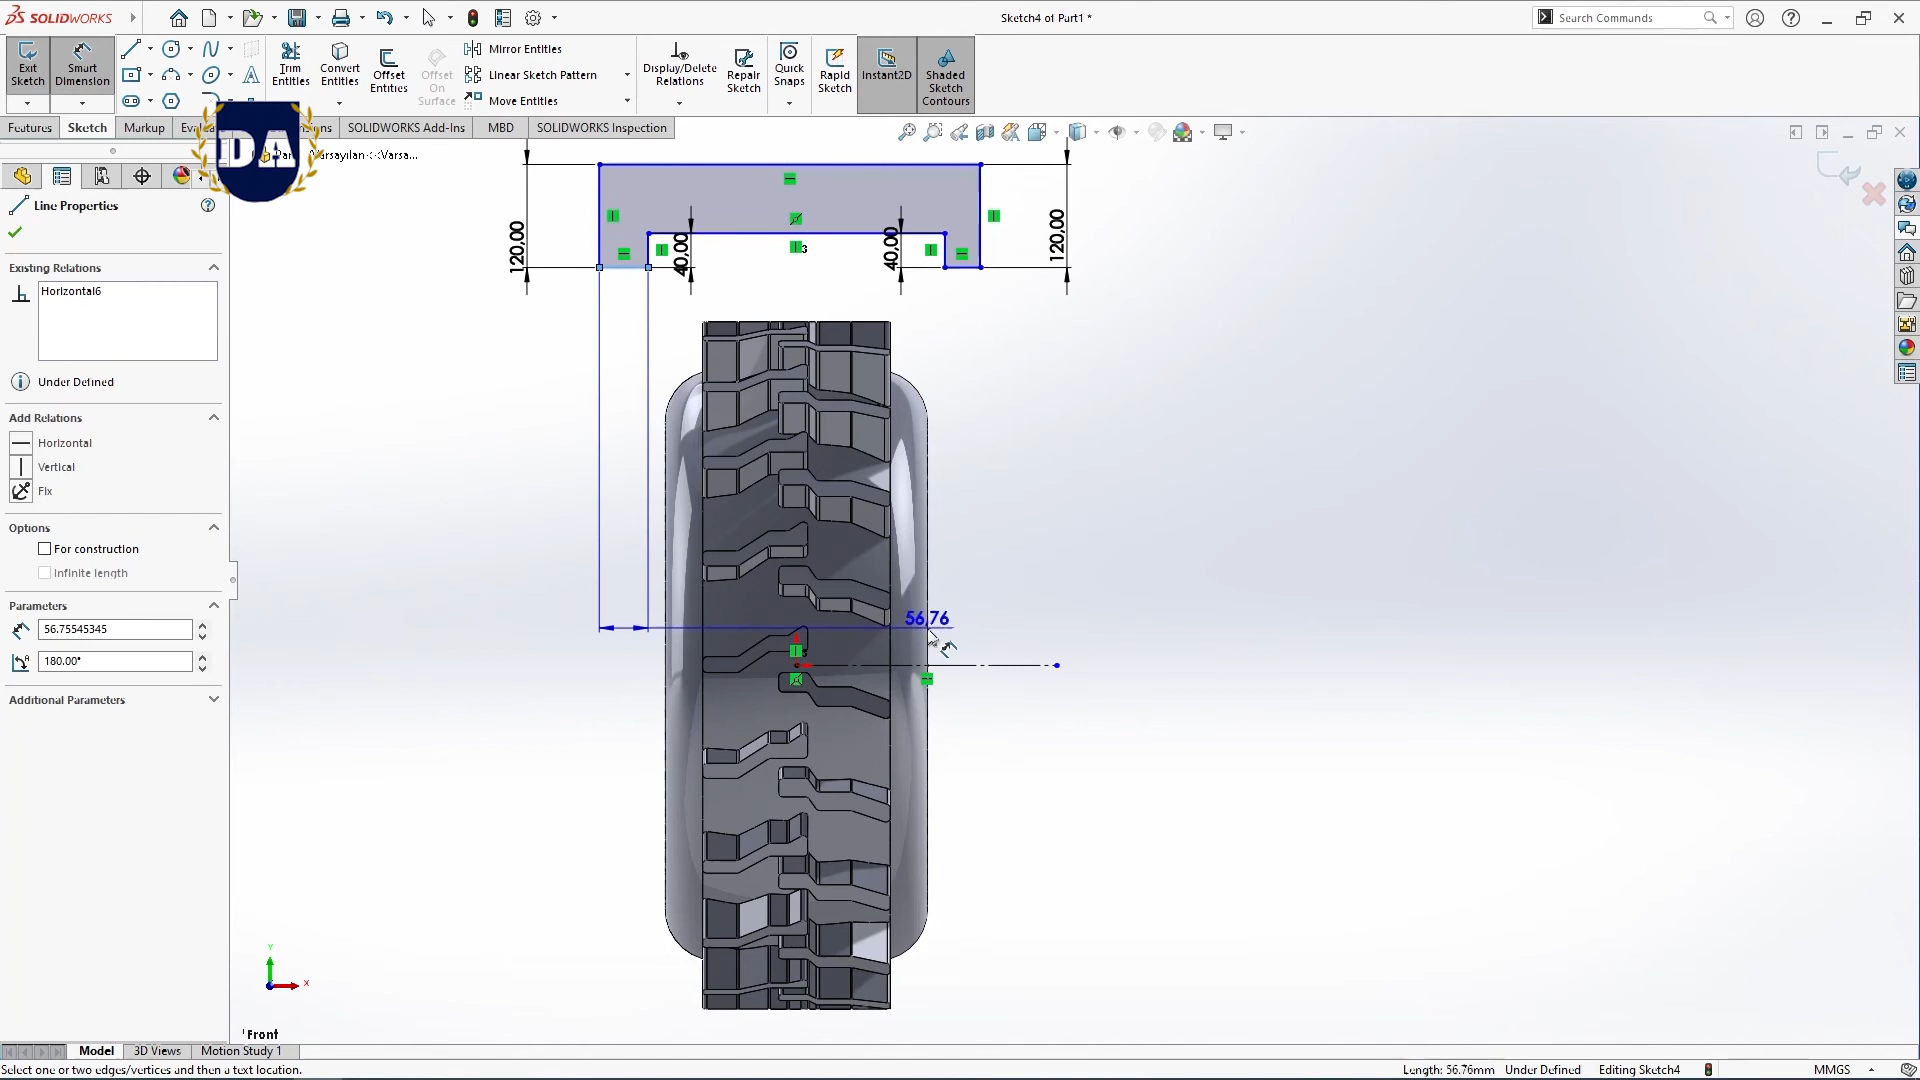 SOLIDWORKS
Sketch4 of Part1 *
Search Commands
Exit Sketch
Smart Dimension
Trim Entities
Convert Entities
Offset Entities
Offset On Surface
Mirror Entities
Linear Sketch Pattern
Move Entities
Display/Delete Relations
Repair Sketch
Quick Snaps
Rapid Sketch
Instant2D
Shaded Sketch Contours
Features
Sketch
Markup
SOLIDWORKS Add-Ins
MBD
SOLIDWORKS Inspection
DA
Line Properties
Existing Relations
Horizontal6
Under Defined
Add Relations
Horizontal
Vertical
Fix
Options
For construction
Infinite length
Parameters
56.75545345
180.00°
Additional Parameters
120,00
40,00
40,00
120,00
3
56,76
Y
X
*Front
Model
3D Views
Motion Study 1
Select one or two edges/vertices and then a text location.
Length: 56.76mm
Under Defined
Editing Sketch4
MMGS